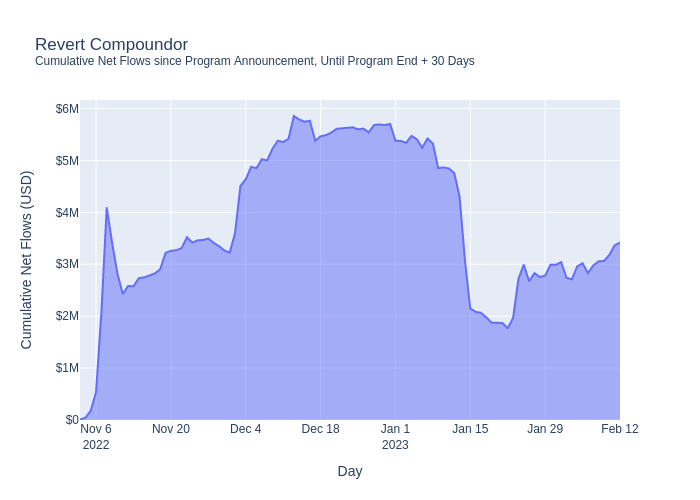 Revert Compoundor
Cumulative Net Flows since Program Announcement, Until Program End + 30 Days
Cumulative Net Flows (USD)
$6M
$5M
$4M
$3M
$2M
$1M
$0
Nov 6 Nov 20 Dec 4 Dec 18 Jan 1 Jan 15 Jan 29 Feb 12
2022 2023
Day